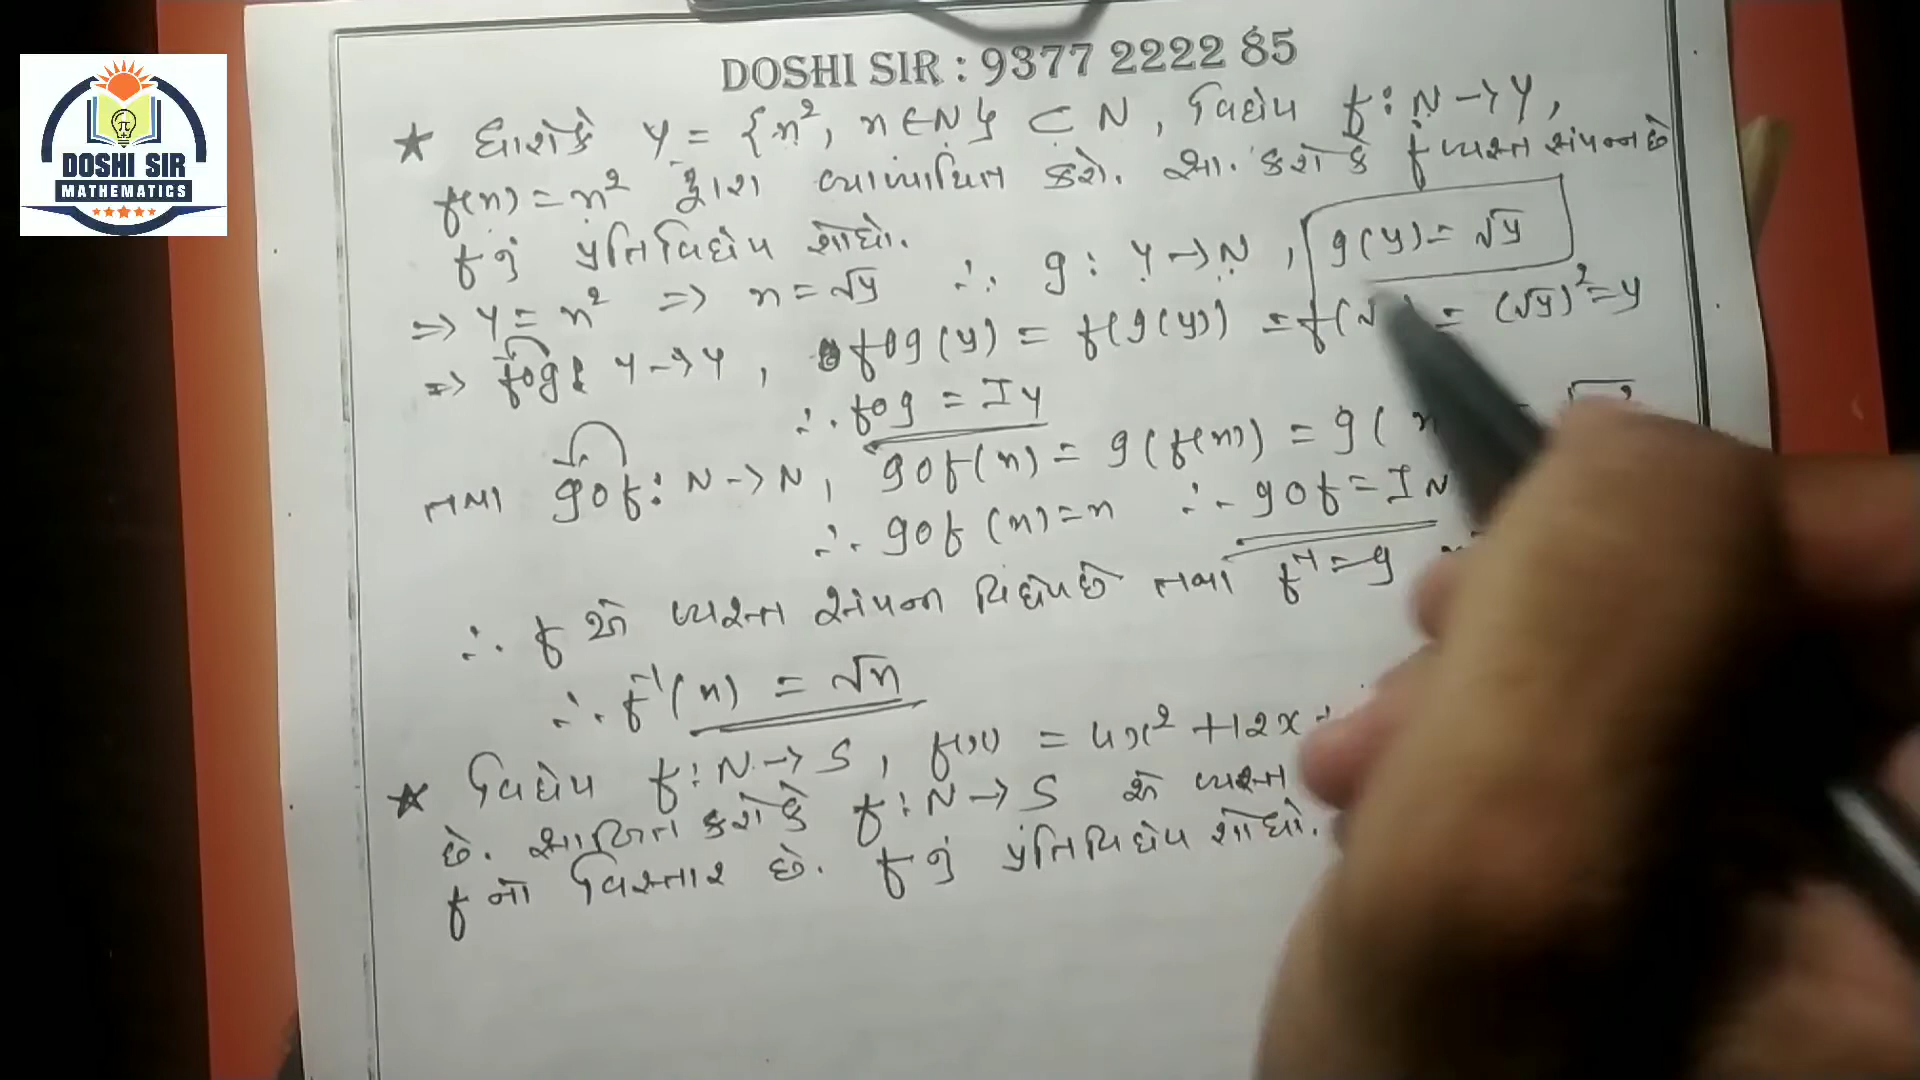 DOSHI SIR
MATHEMATICS
DOSHI SIR : 9377 2222 85
★ ધારોકે Y = {n², n∈N} ⊂ N, વિધેય f : N → Y,
f(n) = n² દ્વારા વ્યાખ્યાયિત કરો. સા. કરો કે f વ્યસ્ત સંપન્ન છે
f નું પ્રતિવિધેય શોધો.
⇒ Y = n² ⇒ n = √y ∴ g : Y → N, g(y) = √y
⇒ fog : Y → Y, fog(y) = f(g(y)) = f(√ = (√y)² = y
∴ fog = Iy
તથા gof : N → N, gof(n) = g(f(n)) = g( n
∴ gof(n) = n ∴ gof = IN
∴ f એ વ્યસ્ત સંપન્ન વિધેય છે તથા f⁻¹ = g
∴ f⁻¹(n) = √n
★ વિધેય f : N → S, f(x) = 4x² + 12x +
છે. સાબિત કરો કે f : N → S એ વ્યસ્ત
f નો વિસ્તાર છે. f નું પ્રતિવિધેય શોધો.